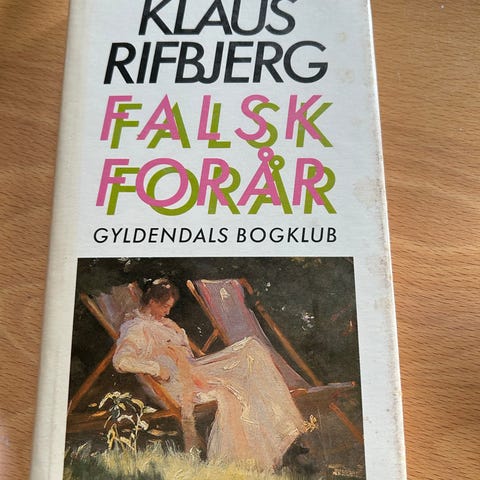 KLAUS
RIFBJERG
FALSK
FORÅR
GYLDENDALS BOGKLUB